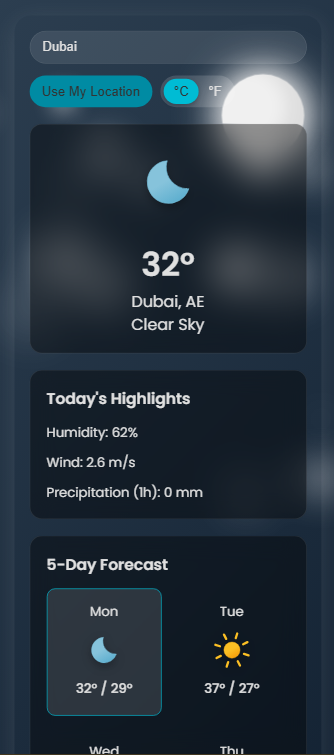 Dubai
Use My Location °C °F
32°
Dubai, AE
Clear Sky
Today's Highlights
Humidity: 62%
Wind: 2.6 m/s
Precipitation (1h): 0 mm
5-Day Forecast
Mon Tue
32° / 29° 37° / 27°
Wed Thu